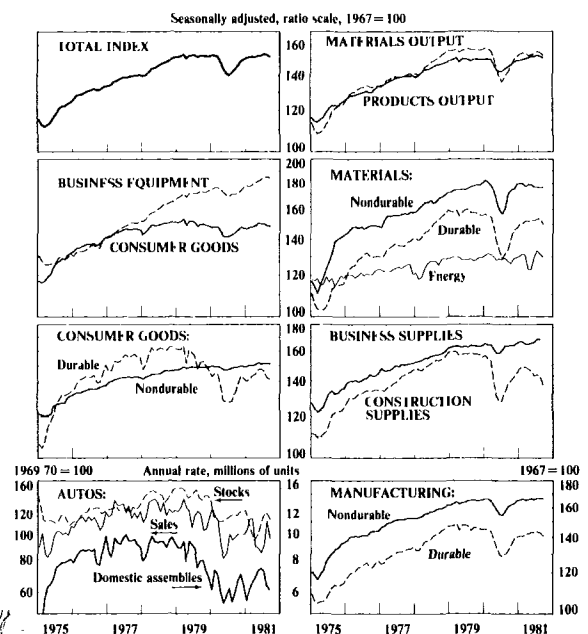 Seasonally adjusted, ratio scale, 1967=100
TOTAL INDEX
160
140
120
100
MATERIALS OUTPUT
PRODUCTS OUTPUT
BUSINESS EQUIPMENT
CONSUMER GOODS
200
180
160
140
120
100
MATERIALS:
Nondurable
Durable
Energy
CONSUMER GOODS:
Durable
Nondurable
180
160
140
120
100
BUSINESS SUPPLIES
CONSTRUCTION
SUPPLIES
1969 70=100
Annual rate, millions of units
1967=100
160
120
100
80
60
AUTOS:
Stocks
Sales
Domestic assemblies
16
14
12
10
8
6
MANUFACTURING:
Nondurable
Durable
180
160
140
120
100
1975 1977 1979 1981
1975 1977 1979 1981